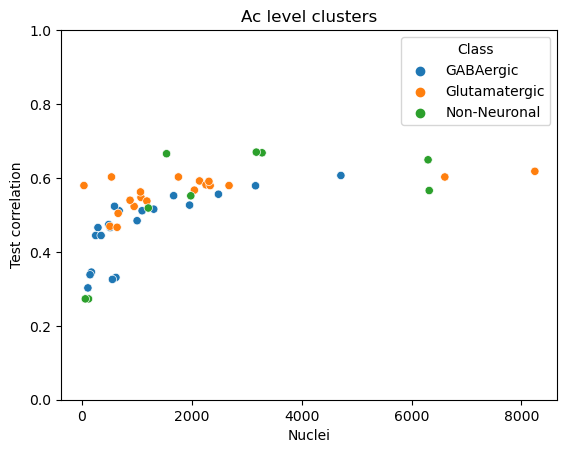 Ac level clusters
Class
GABAergic
Glutamatergic
Non-Neuronal
Test correlation
1.0
0.8
0.6
0.4
0.2
0.0
0
2000
4000
6000
8000
Nuclei